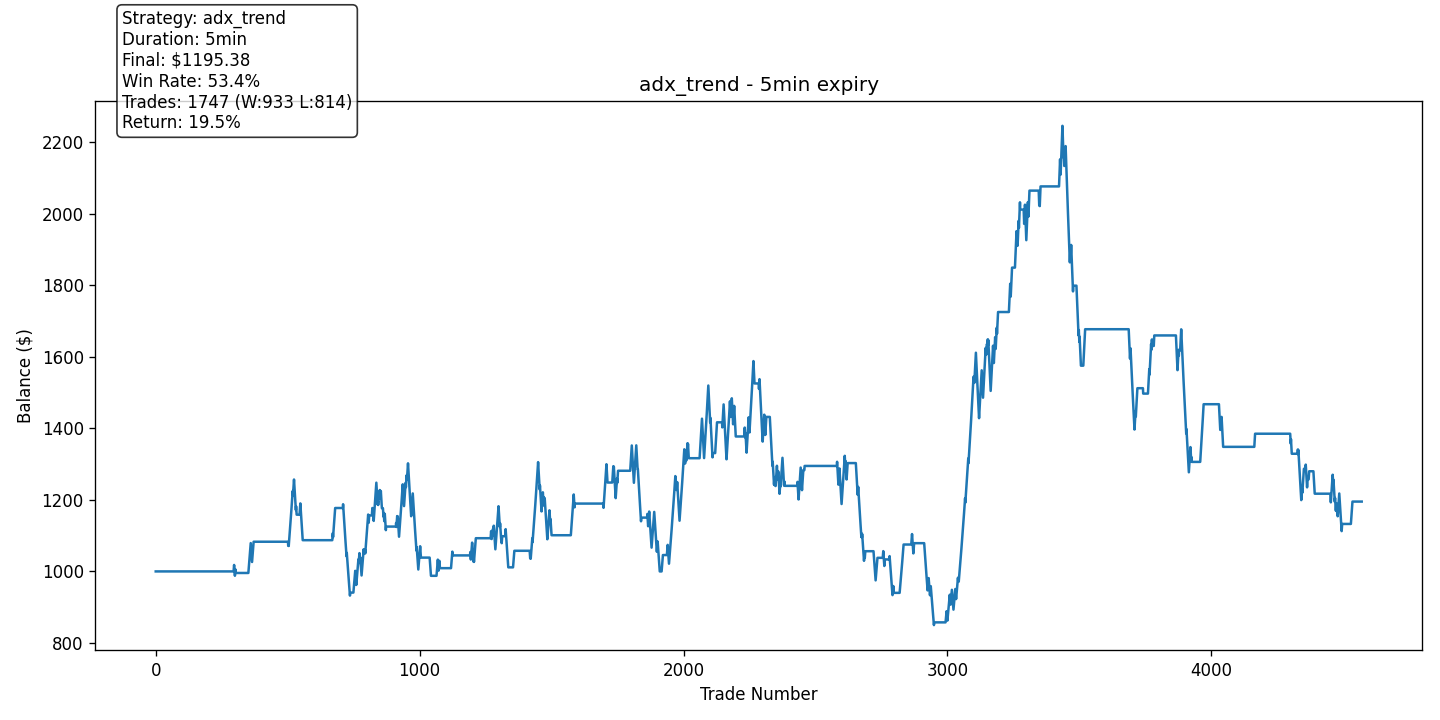 Strategy: adx_trend
Duration: 5min
Final: $1195.38
Win Rate: 53.4%
Trades: 1747 (W:933 L:814)
Return: 19.5%
adx_trend - 5min expiry
2200
2000
1800
1600
1400
1200
1000
800
Balance ($)
0 1000 2000 3000 4000
Trade Number